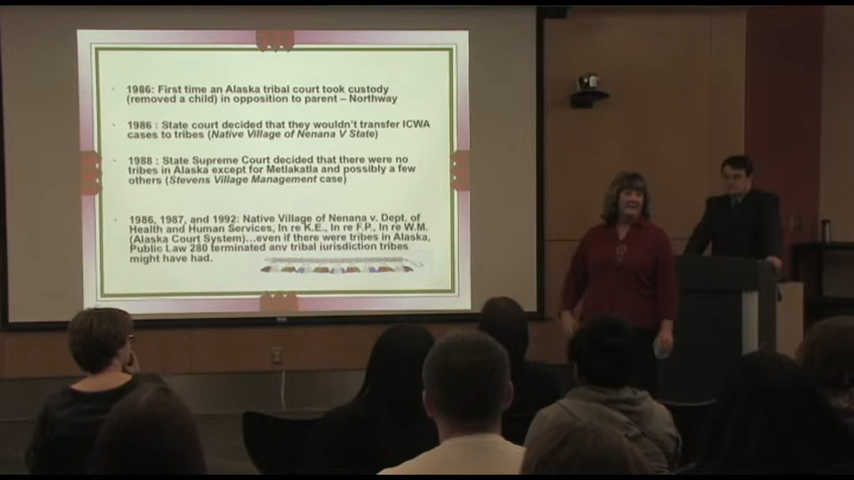 1986: First time an Alaska tribal court took custody
(removed a child) in opposition to parent – Northway
1986 : State court decided that they wouldn't transfer ICWA
cases to tribes (Native Village of Nenana V State)
1988 : State Supreme Court decided that there were no
tribes in Alaska except for Metlakatla and possibly a few
others (Stevens Village Management case)
1986, 1987, and 1992: Native Village of Nenana v. Dept. of
Health and Human Services, In re K.E., In re F.P., In re W.M.
(Alaska Court System)…even if there were tribes in Alaska,
Public Law 280 terminated any tribal jurisdiction tribes
might have had.